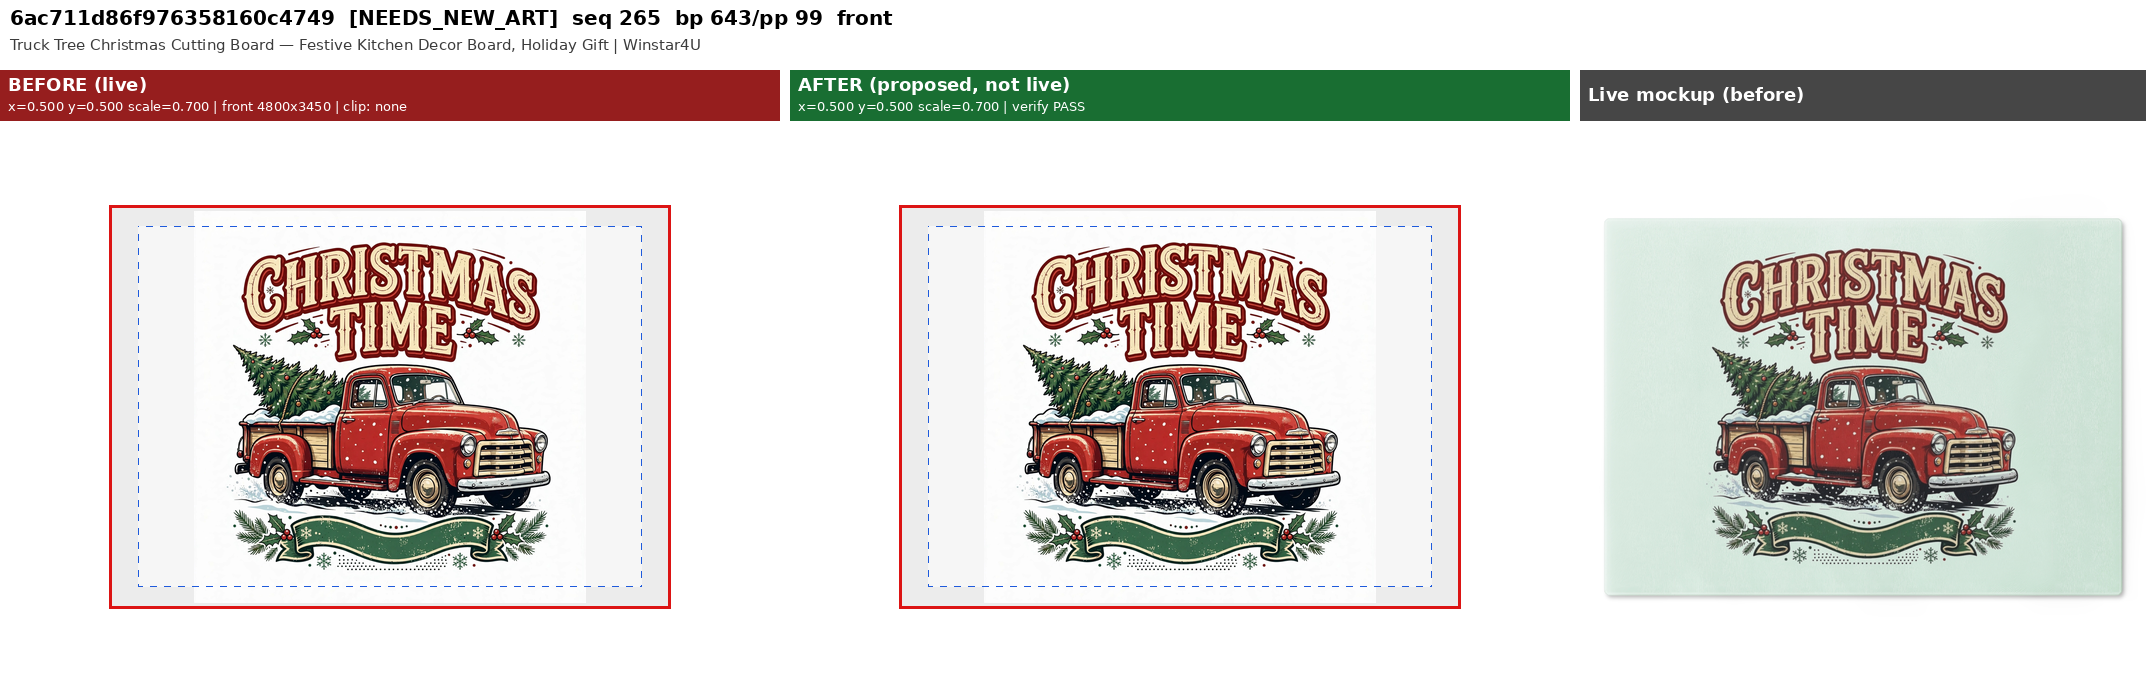 6ac711d86f976358160c4749 [NEEDS_NEW_ART] seq 265 bp 643/pp 99 front
Truck Tree Christmas Cutting Board — Festive Kitchen Decor Board, Holiday Gift | Winstar4U
BEFORE (live)
x=0.500 y=0.500 scale=0.700 | front 4800x3450 | clip: none
AFTER (proposed, not live)
x=0.500 y=0.500 scale=0.700 | verify PASS
Live mockup (before)
CHRISTMAS
TIME
CHRISTMAS
TIME
CHRISTMAS
TIME